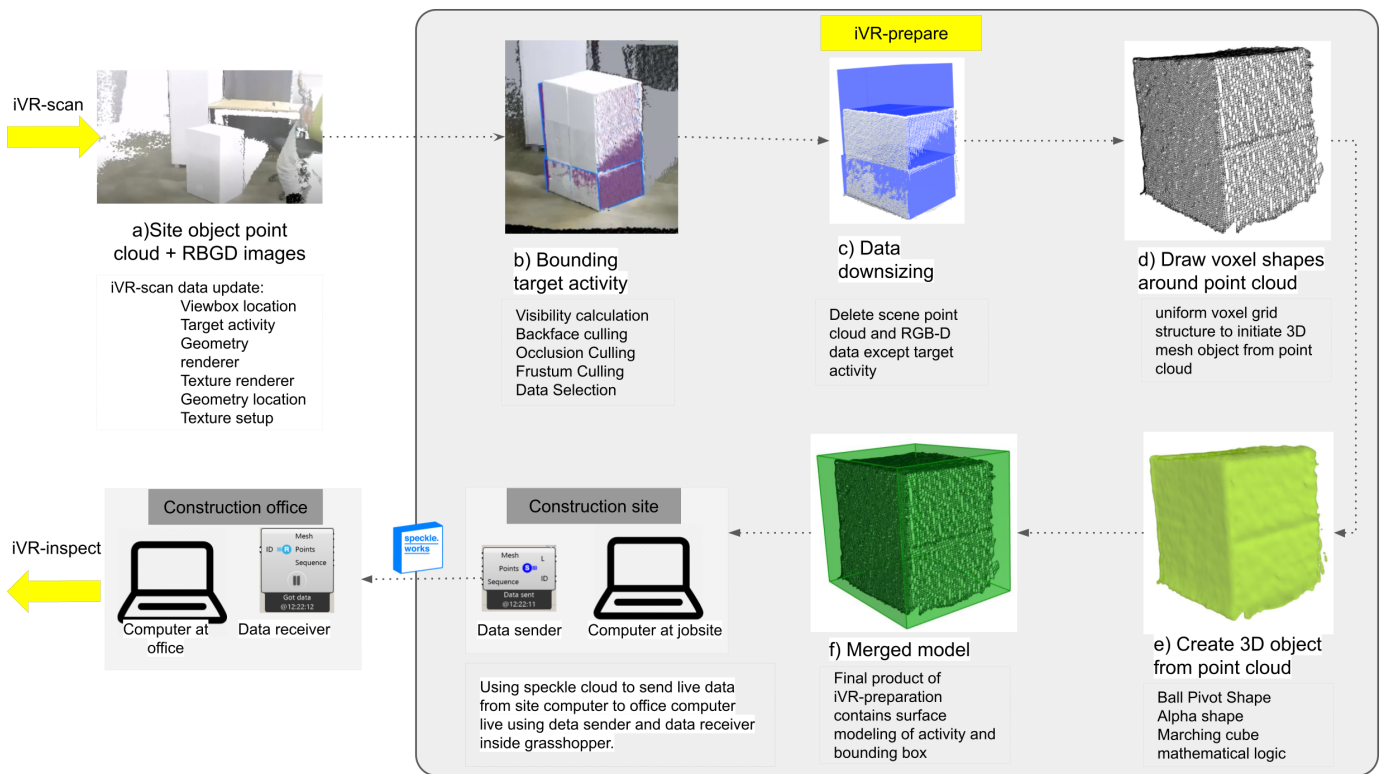 iVR-prepare
iVR-scan
a)Site object point
cloud + RBGD images
iVR-scan data update:
Viewbox location
Target activity
Geometry
renderer
Texture renderer
Geometry location
Texture setup
b) Bounding
target activity
Visibility calculation
Backface culling
Occlusion Culling
Frustum Culling
Data Selection
c) Data
downsizing
Delete scene point
cloud and RGB-D
data except target
activity
d) Draw voxel shapes
around point cloud
uniform voxel grid
structure to initiate 3D
mesh object from point
cloud
e) Create 3D object
from point cloud
Ball Pivot Shape
Alpha shape
Marching cube
mathematical logic
f) Merged model
Final product of
iVR-preparation
contains surface
modeling of activity and
bounding box
Construction site
Mesh
Points
Sequence
S
L
ID
Data sent
@12:22:11
Data sender
Computer at jobsite
Using speckle cloud to send live data
from site computer to office computer
live using deta sender and data receiver
inside grasshopper.
speckle.
works
Construction office
ID
R
Mesh
Points
Sequence
Got data
@12:22:12
Computer at
office
Data receiver
iVR-inspect